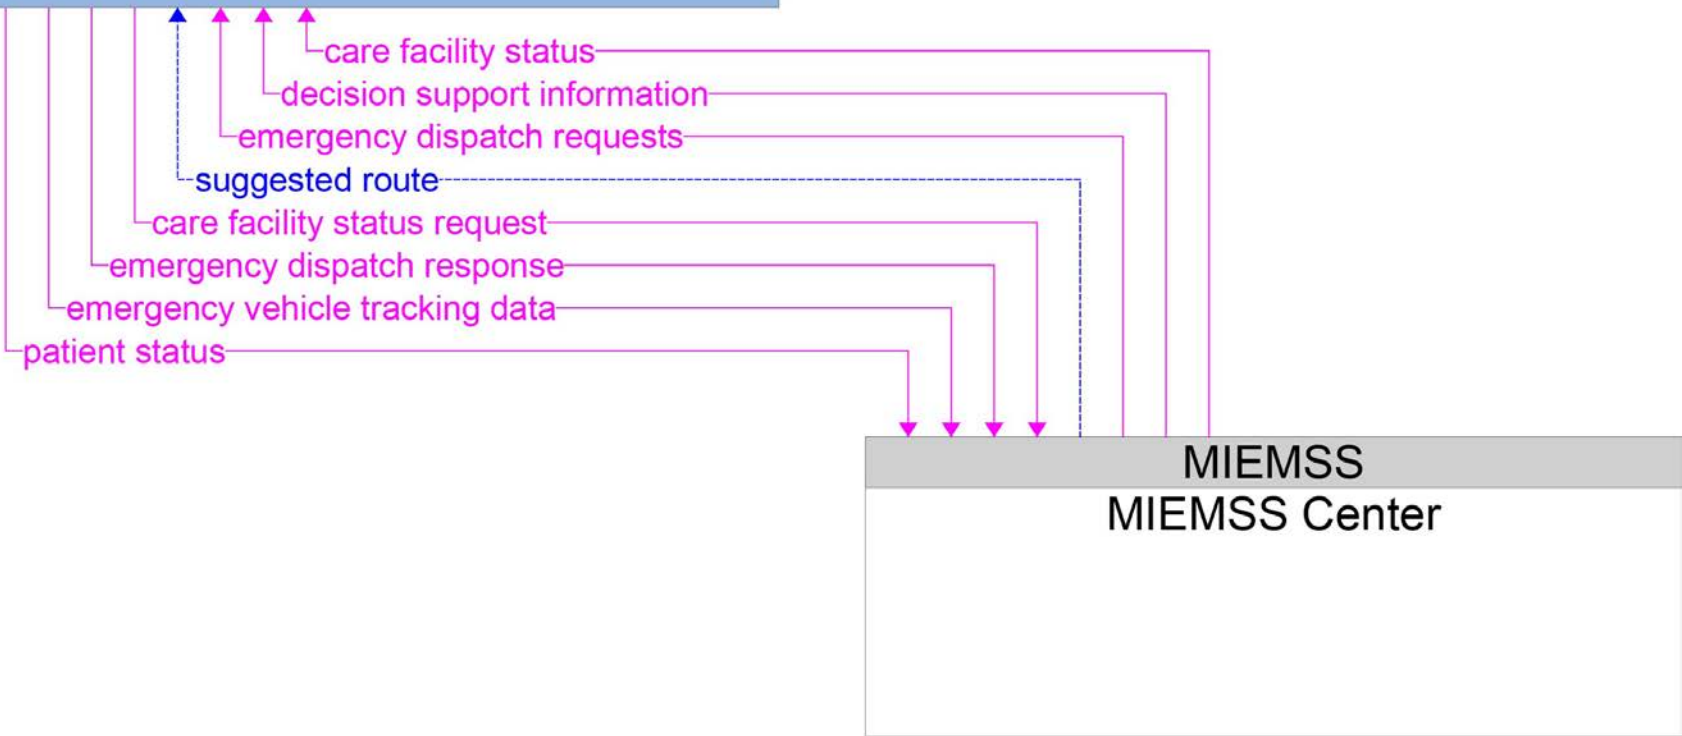 care facility status
decision support information
emergency dispatch requests
suggested route
care facility status request
emergency dispatch response
emergency vehicle tracking data
patient status
MIEMSS
MIEMSS Center